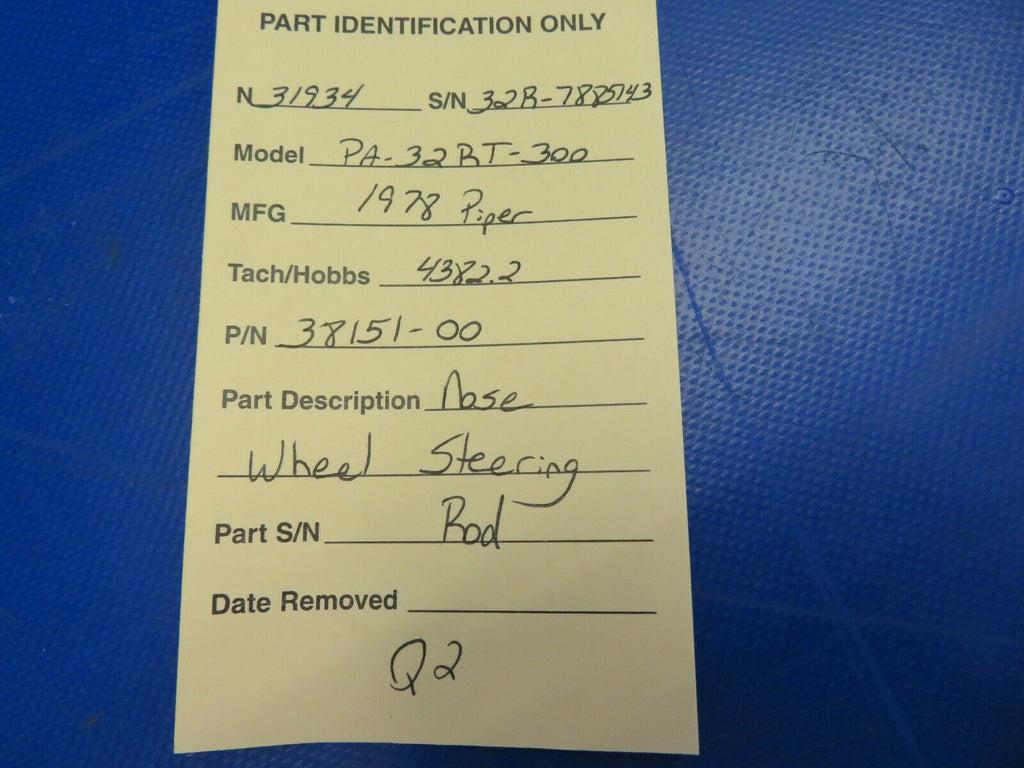 PART IDENTIFICATION ONLY
N 31934 S/N 32R-7885143
Model PA-32RT-300
MFG 1978 Piper
Tach/Hobbs 4382.2
P/N 38151-00
Part Description Nose
Wheel Steering
Part S/N Rod
Date Removed
Q2